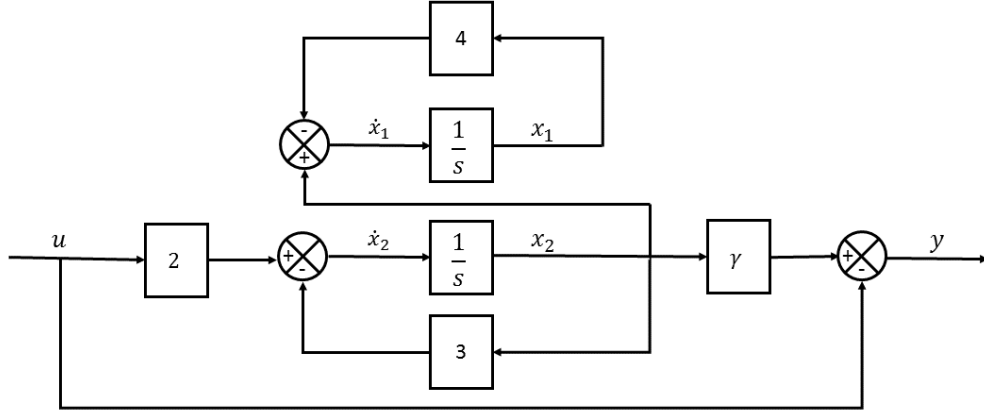 4
-
+
ẋ₁
1
s
x₁
u
2
+
-
ẋ₂
1
s
x₂
γ
+
-
y
3